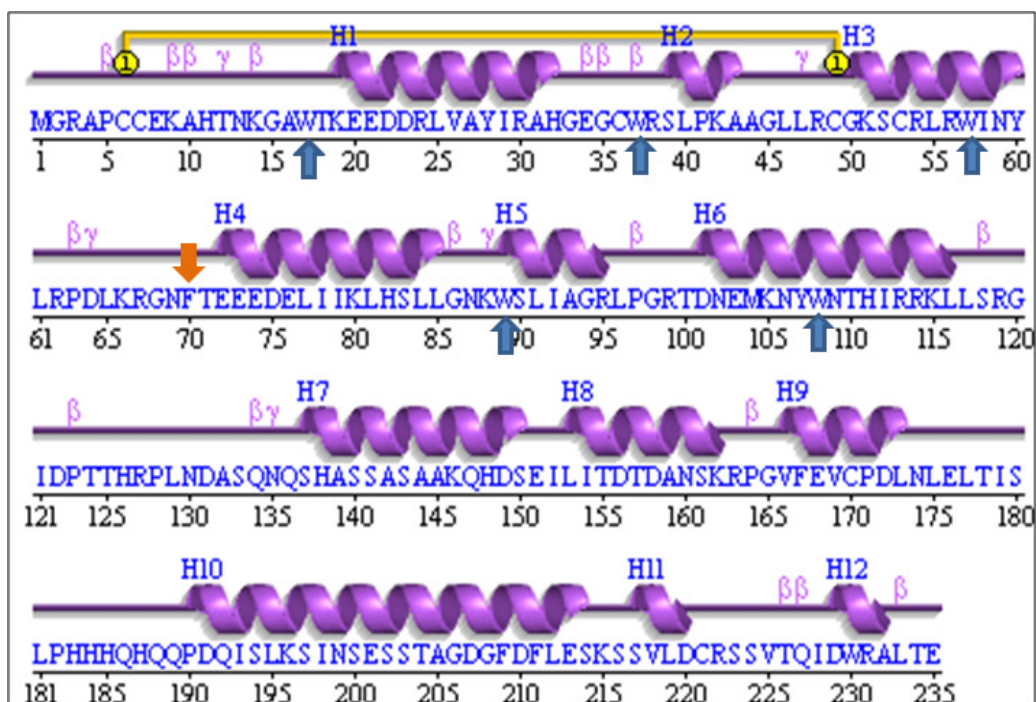 H1 H2 H3
β 1 ββ γ β ββ β γ 1
MGRAPCCEKAHTNKGAWTKEEDDRLVAYIRAHGEGCWRSLPKAAGLLRCGKSCRLRWINY
1 5 10 15 20 25 30 35 40 45 50 55 60
H4 H5 H6
βγ β γ β β
LRPDLKRGNFTEEEDELIIKLHSLLGNKWSLIAGRLPGRTDNEMKNYWNTHIRRKLLSRG
61 65 70 75 80 85 90 95 100 105 110 115 120
H7 H8 H9
β βγ β
IDPTTHRPLNDASQNQSHASSASAAKQHDSEILITDTDANSKRPGVFEVCPDLNLELTIS
121 125 130 135 140 145 150 155 160 165 170 175 180
H10 H11 H12
ββ β
LPHHHQHQQPDQISLKSINSESSTAGDGFDFLESKSSVLDCRSSVTQIDWRALTE
181 185 190 195 200 205 210 215 220 225 230 235